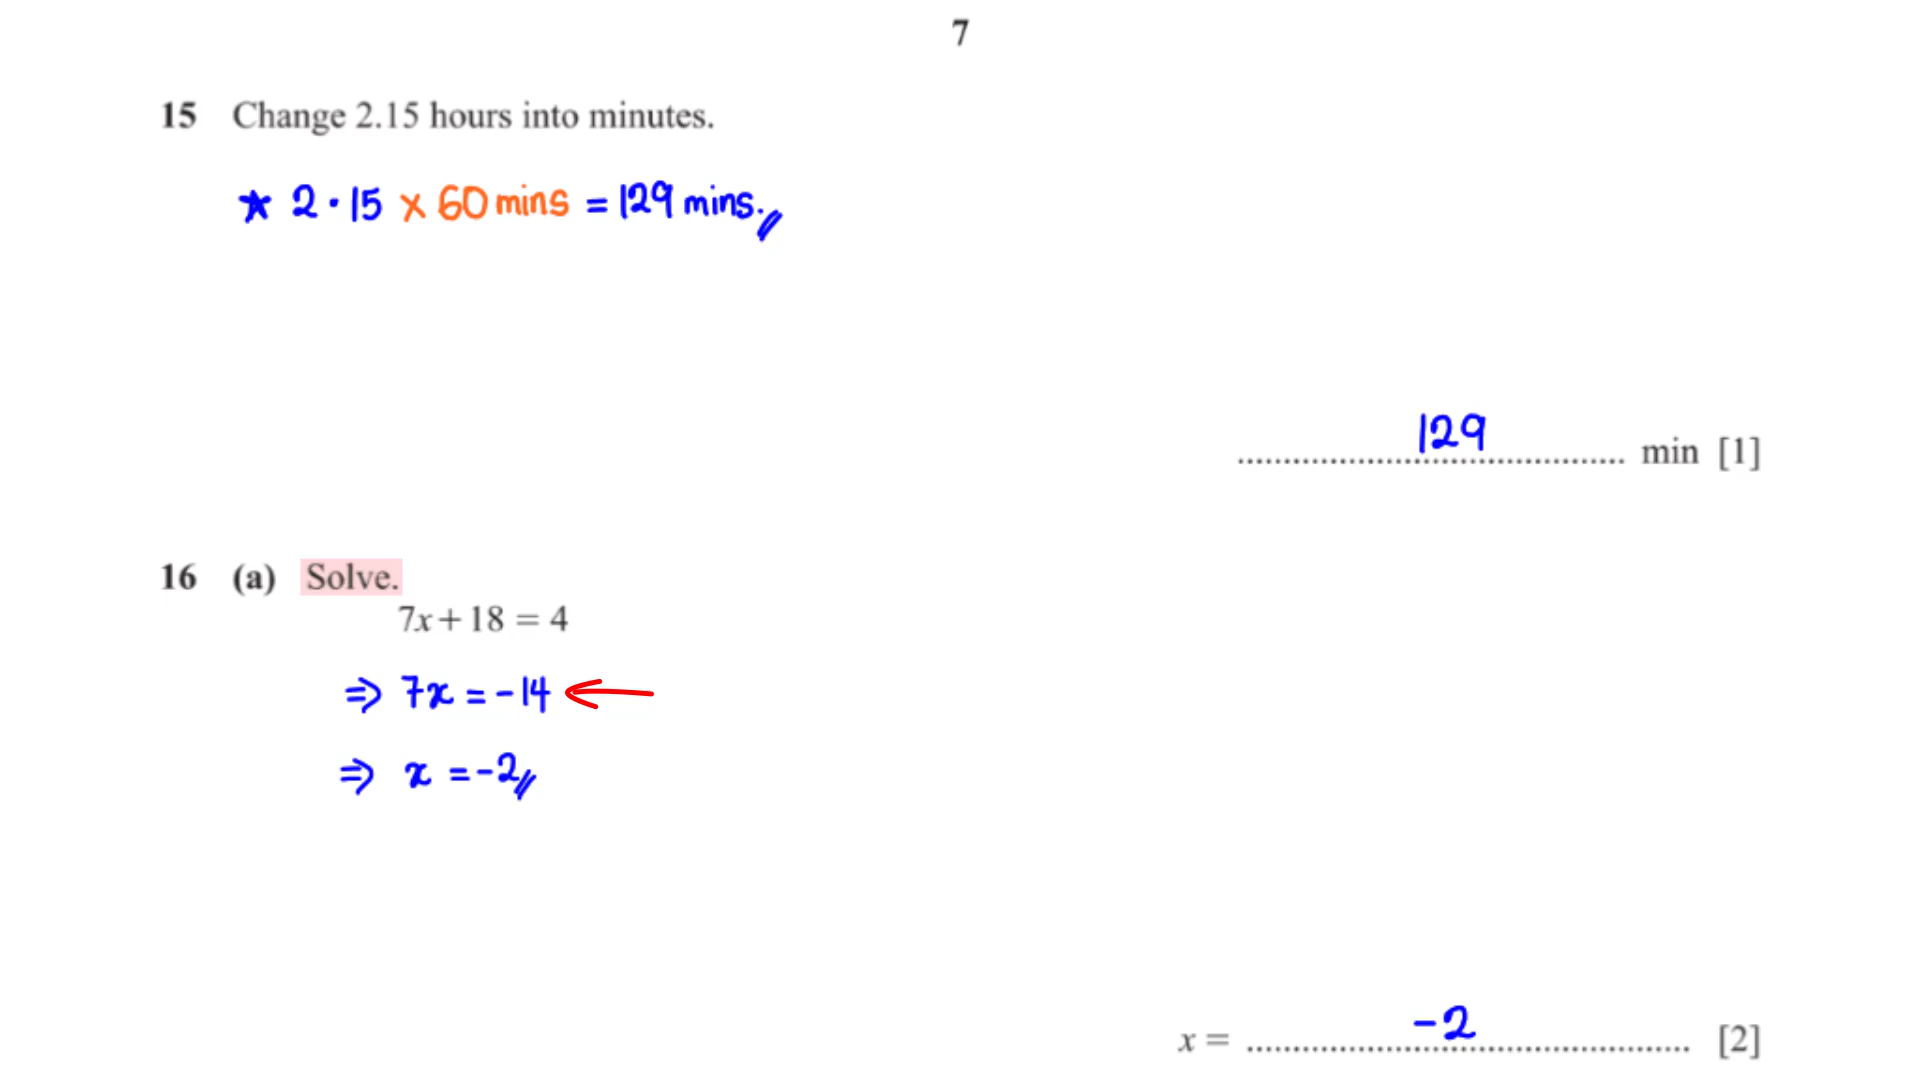 7
15 Change 2.15 hours into minutes.
★ 2·15 × 60 mins = 129 mins.
129
........................................ min [1]
16 (a) Solve.
7x + 18 = 4
⇒ 7x = -14 ←
⇒ x = -2
-2
x = ................................................ [2]